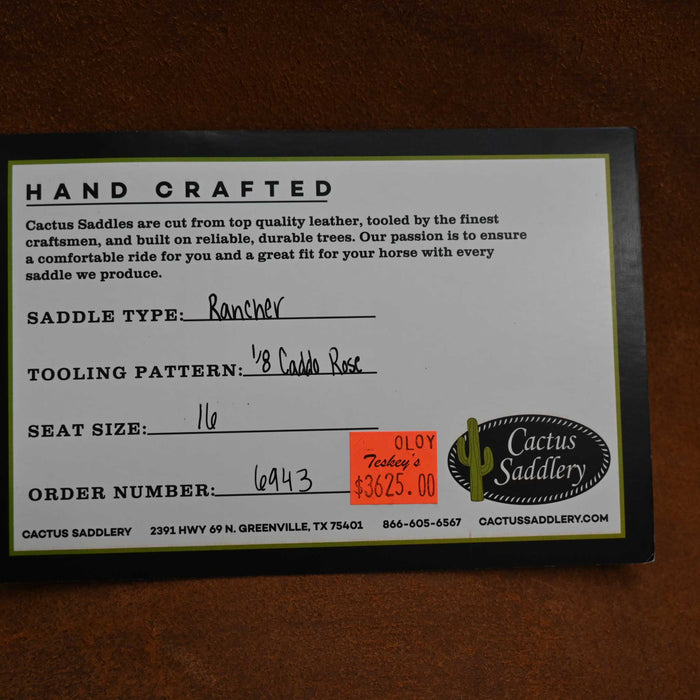 HAND CRAFTED
Cactus Saddles are cut from top quality leather, tooled by the finest
craftsmen, and built on reliable, durable trees. Our passion is to ensure
a comfortable ride for you and a great fit for your horse with every
saddle we produce.
SADDLE TYPE: Rancher
TOOLING PATTERN: 1/8 Caddo Rose
SEAT SIZE: 16
ORDER NUMBER: 6943
OLOY
Teskey's
$3625.00
Cactus
Saddlery
CACTUS SADDLERY 2391 HWY 69 N. GREENVILLE, TX 75401 866-605-6567 CACTUSSADDLERY.COM